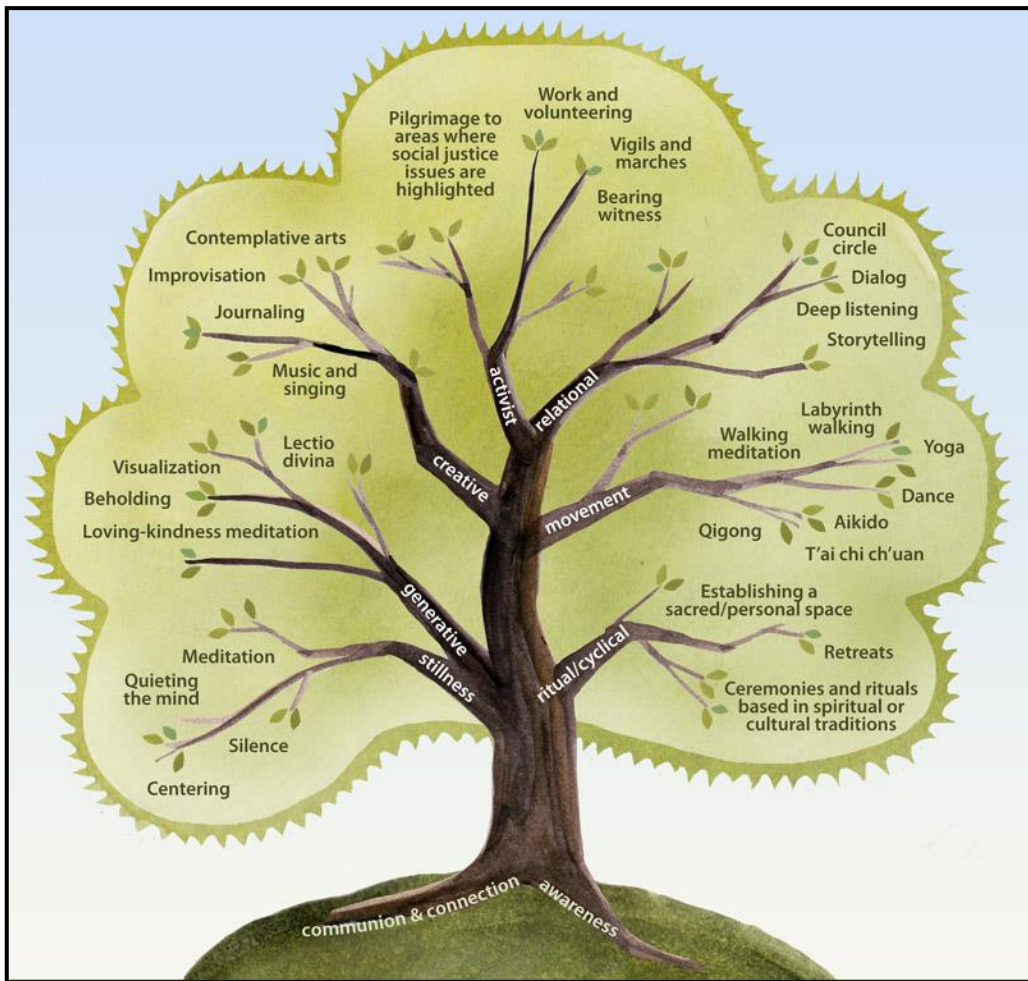 Work and
volunteering
Pilgrimage to
areas where
social justice
issues are
highlighted
Vigils and
marches
Bearing
witness
Contemplative arts
Improvisation
Journaling
Music and
singing
Council
circle
Dialog
Deep listening
Storytelling
activist
relational
creative
movement
Labyrinth
walking
Walking
meditation
Yoga
Dance
Aikido
Qigong
T'ai chi ch'uan
Lectio
divina
Visualization
Beholding
Loving-kindness meditation
generative
stillness
ritual/cyclical
Establishing a
sacred/personal space
Retreats
Ceremonies and rituals
based in spiritual or
cultural traditions
Meditation
Quieting
the mind
Silence
Centering
communion & connection
awareness